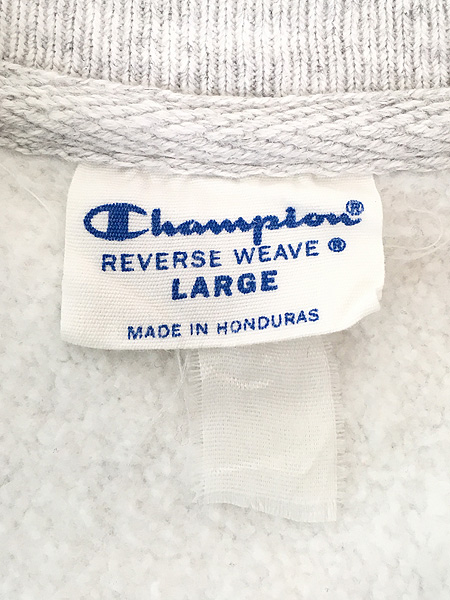 Champion®
REVERSE WEAVE ®
LARGE
MADE IN HONDURAS